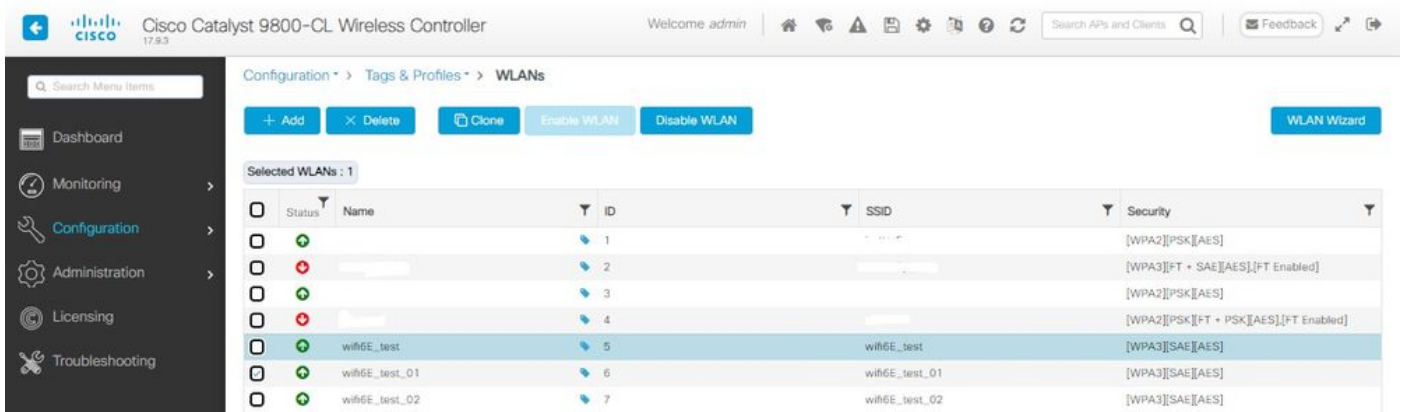 CISCO
Cisco Catalyst 9800-CL Wireless Controller
17.9.3
Welcome admin
Search APs and Clients
Feedback
Search Menu Items
Dashboard
Monitoring
Configuration
Administration
Licensing
Troubleshooting
Configuration > Tags & Profiles > WLANs
+ Add
× Delete
Clone
Enable WLAN
Disable WLAN
WLAN Wizard
Selected WLANs : 1
Status Name ID SSID Security
1 [WPA2][PSK][AES]
2 [WPA3][FT + SAE][AES],[FT Enabled]
3 [WPA2][PSK][AES]
4 [WPA2][PSK][FT + PSK][AES],[FT Enabled]
wifi6E_test 5 wifi6E_test [WPA3][SAE][AES]
wifi6E_test_01 6 wifi6E_test_01 [WPA3][SAE][AES]
wifi6E_test_02 7 wifi6E_test_02 [WPA3][SAE][AES]